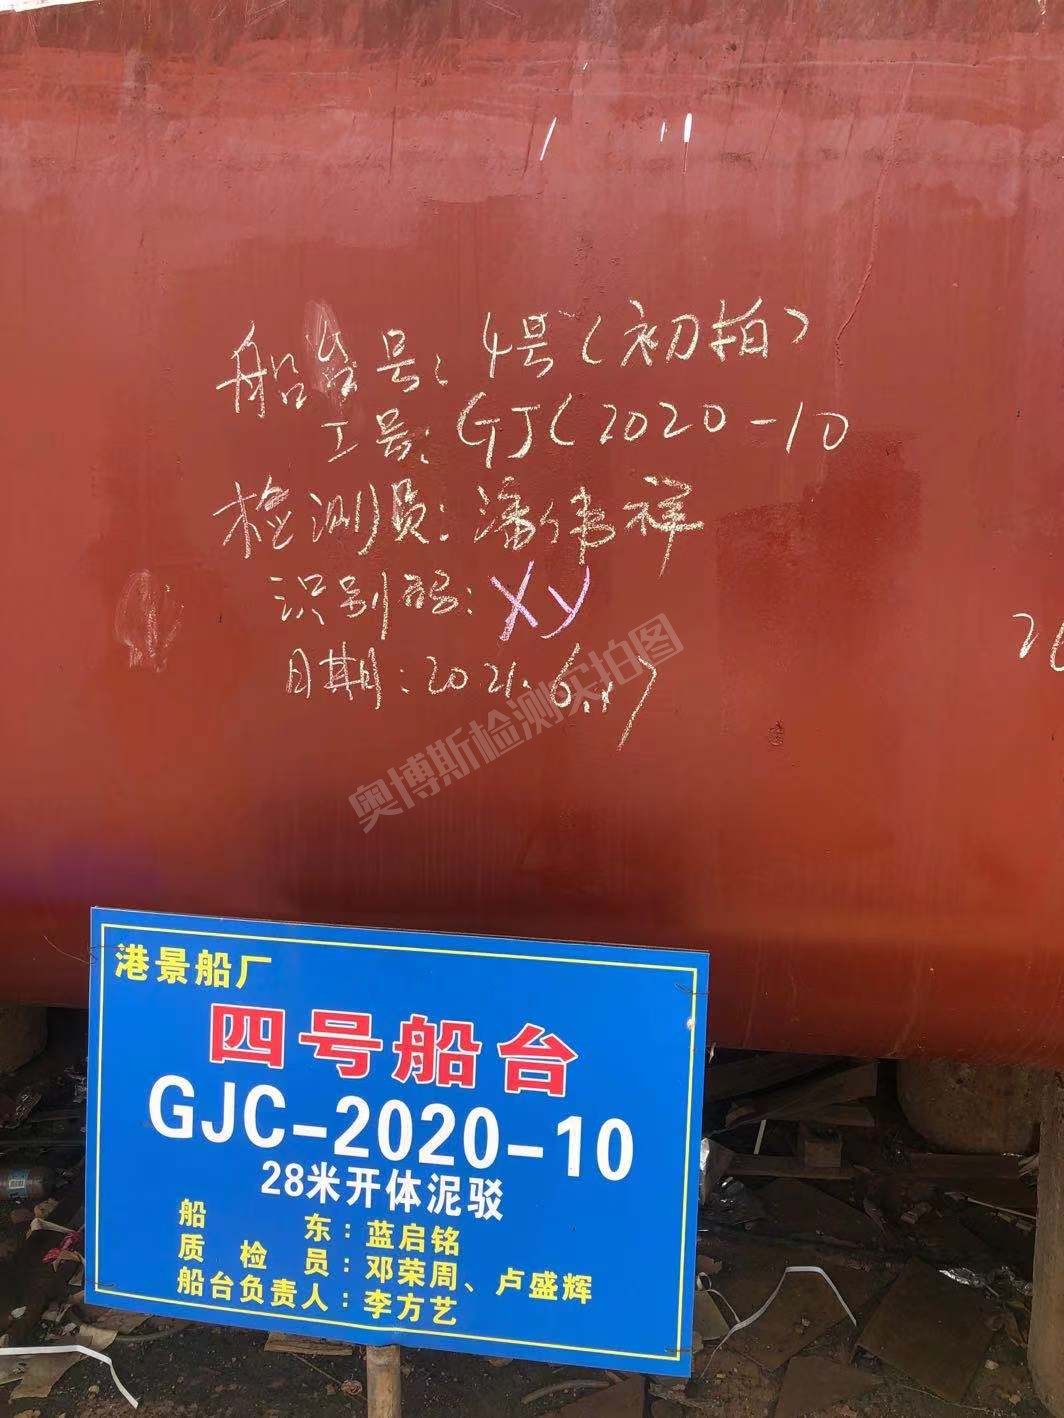 船台号：4号（初拍）
工号：GJC2020-10
检测员：潘伟祥
识别码：Xy
日期：2021.6.17
奥博斯检测实拍图
港景船厂
四号船台
GJC-2020-10
28米开体泥驳
船东：蓝启铭
质检员：邓荣周、卢盛辉
船台负责人：李方艺